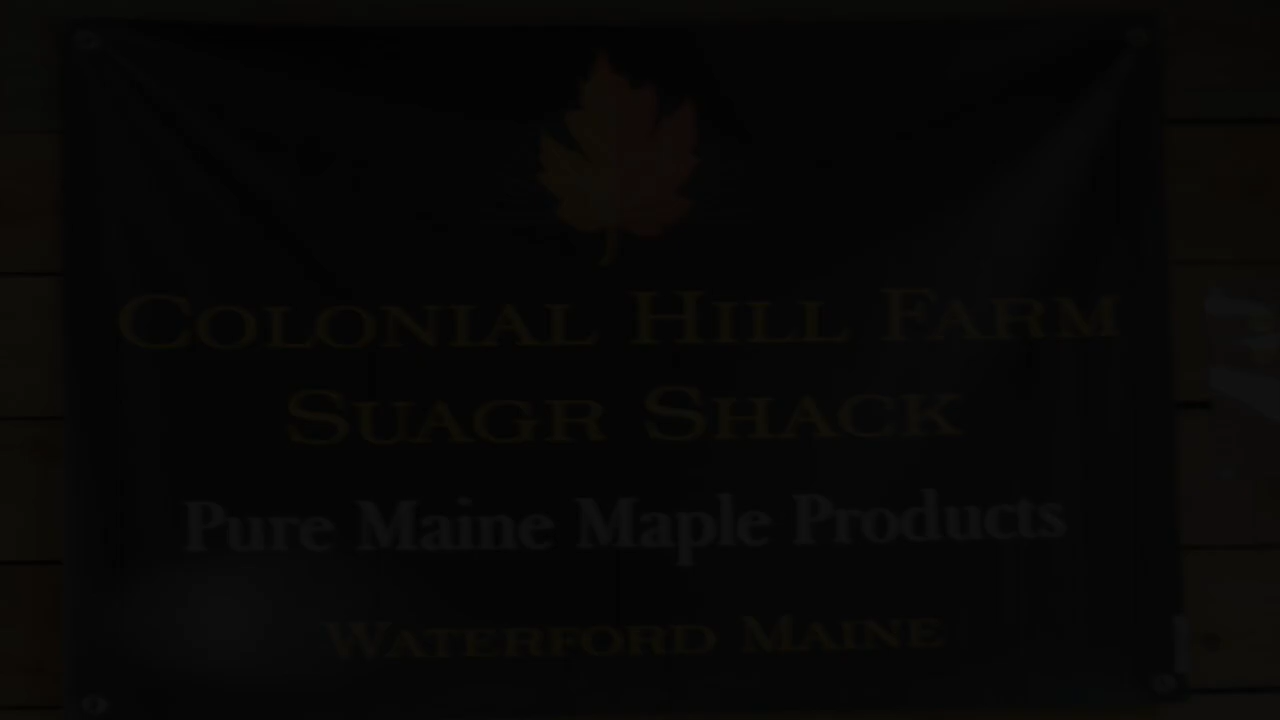 Colonial Hill Farm
Suagr Shack
Pure Maine Maple Products
Waterford Maine